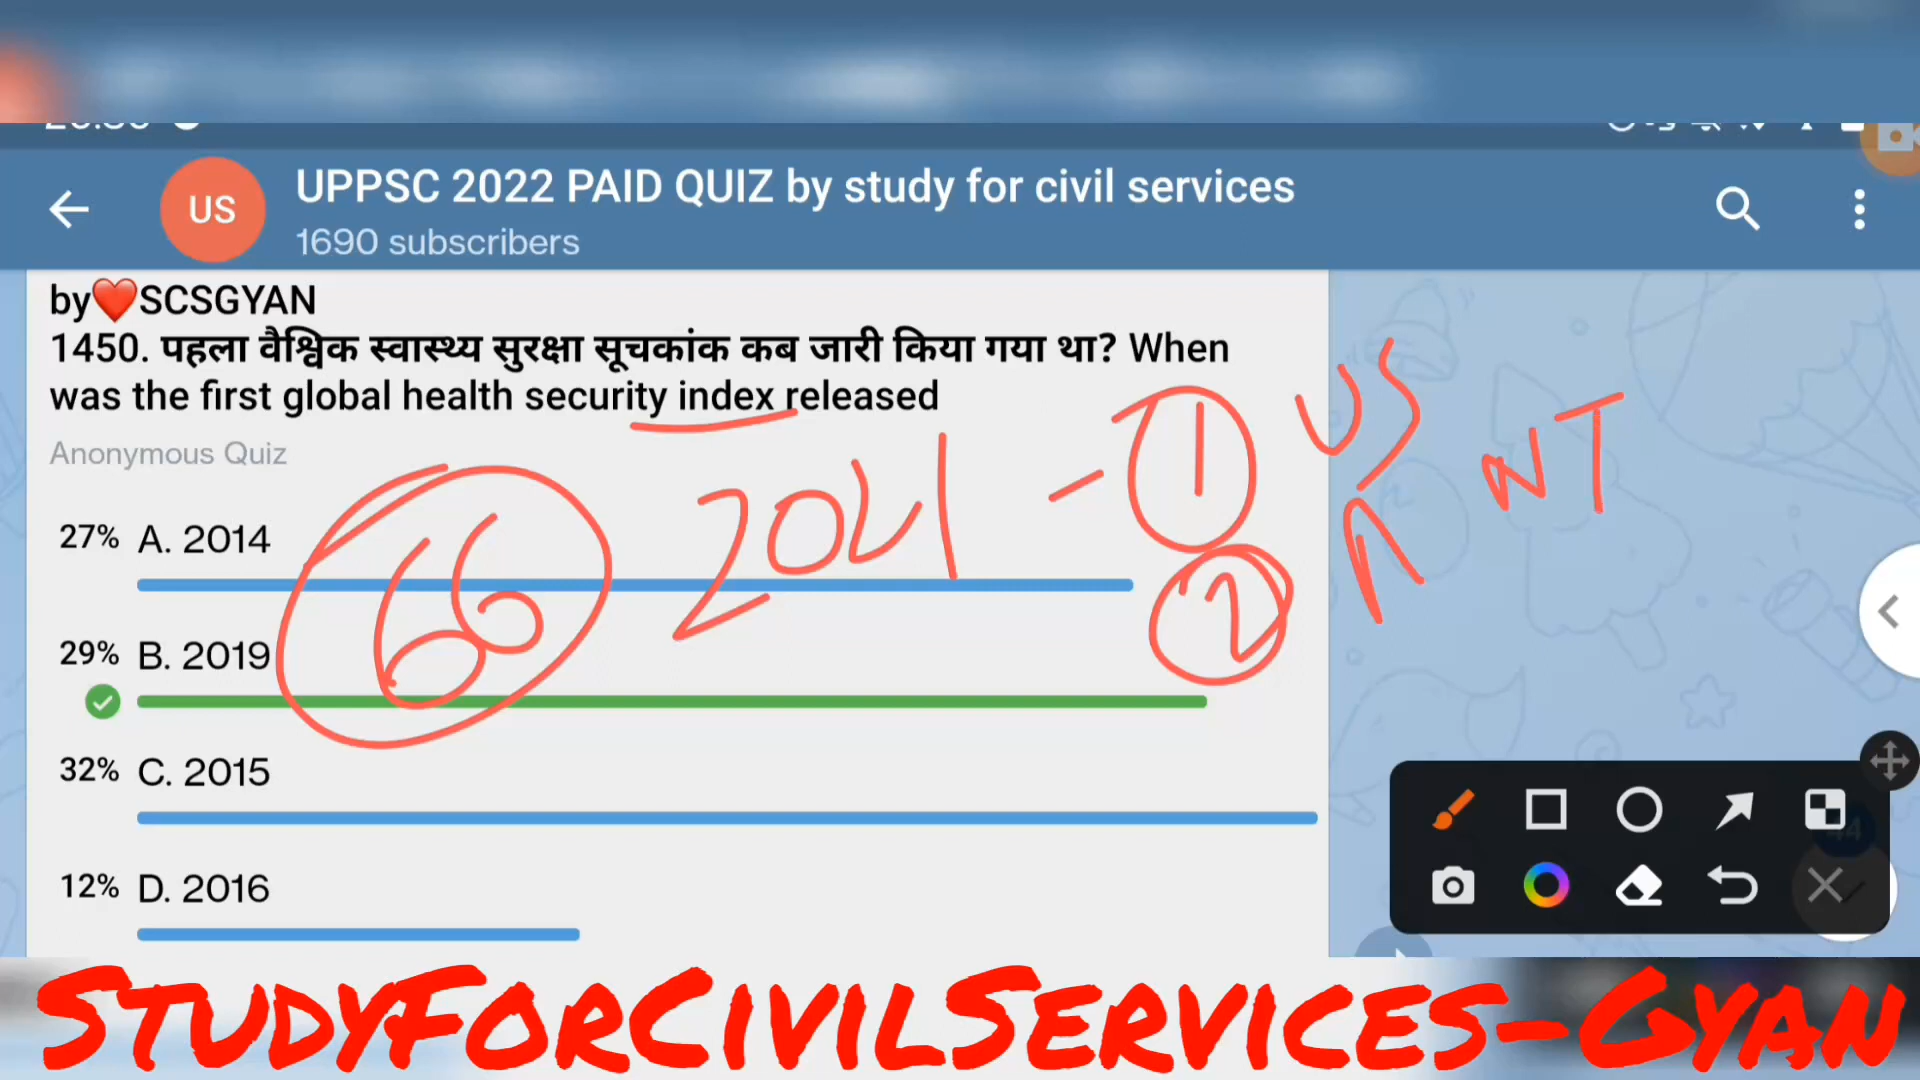 US
UPPSC 2022 PAID QUIZ by study for civil services
1690 subscribers
by❤️SCSGYAN
1450. पहला वैश्विक स्वास्थ्य सुरक्षा सूचकांक कब जारी किया गया था? When
was the first global health security index released
Anonymous Quiz
27% A. 2014
29% B. 2019
32% C. 2015
12% D. 2016
66
2021 - 1 US NT
2
StudyForCivilServices-Gyan